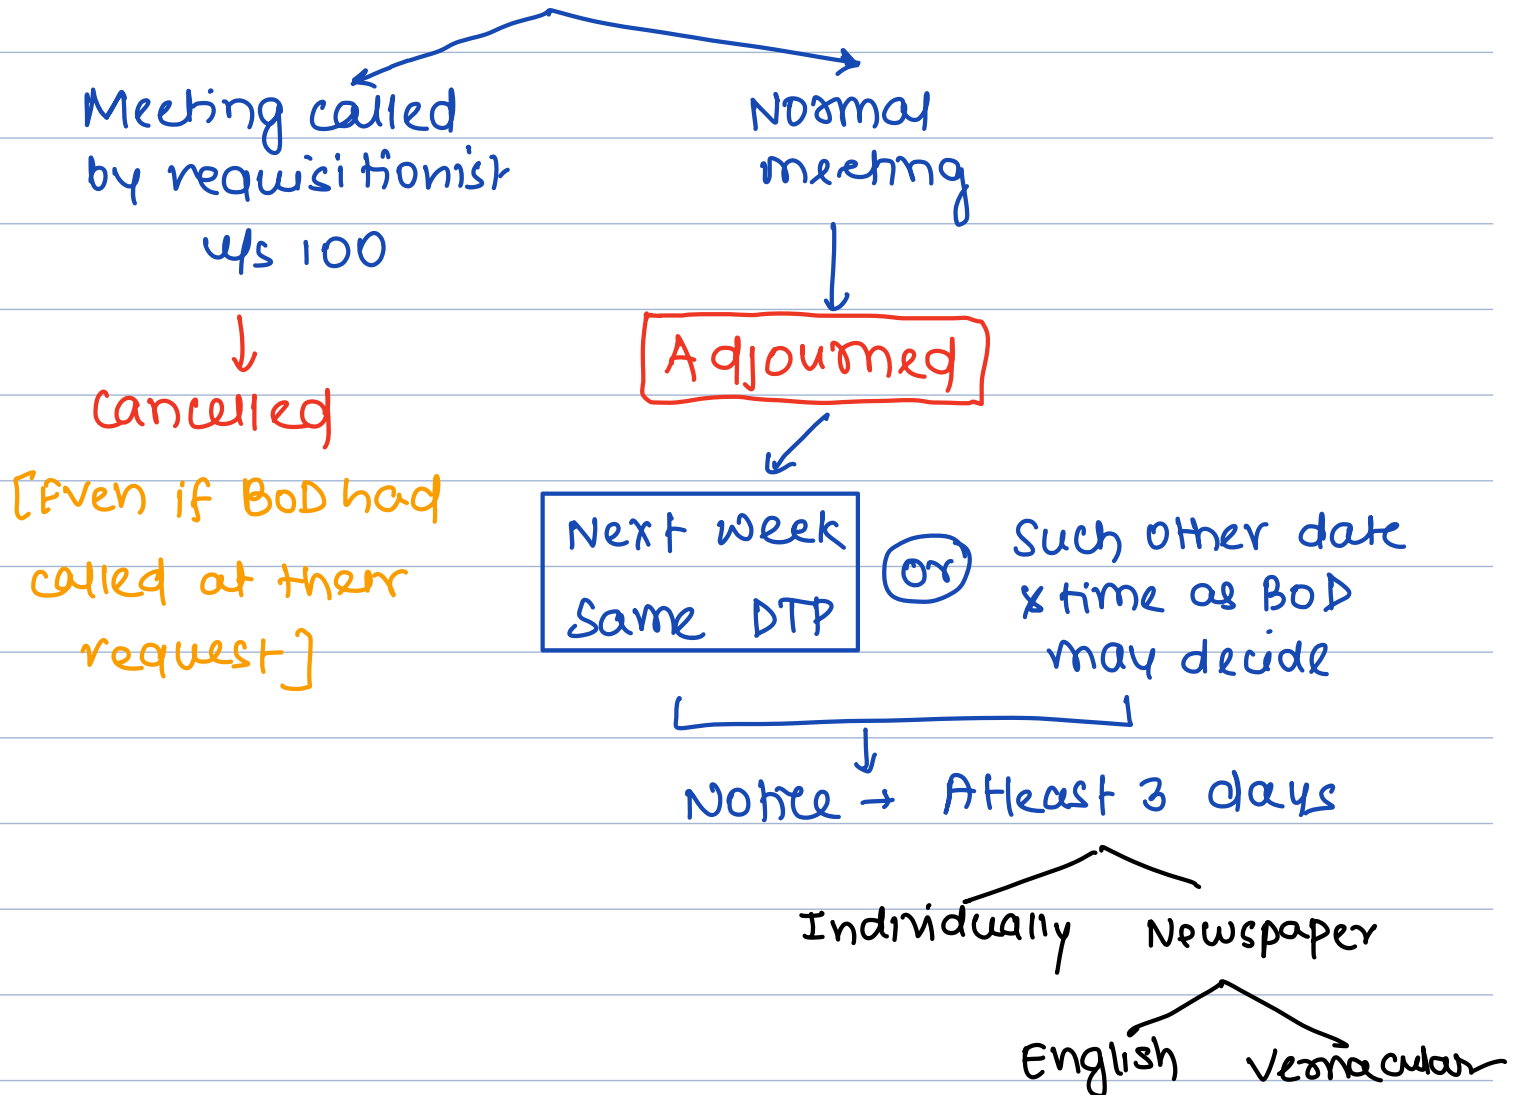 Meeting called
by requisitionist
u/s 100
Cancelled
[Even if BoD had
called at their
request]
Normal
meeting
Adjourned
Next week
Same DTP
or
Such other date
& time as BoD
may decide
Notice → Atleast 3 days
Individually Newspaper
English Vernacular